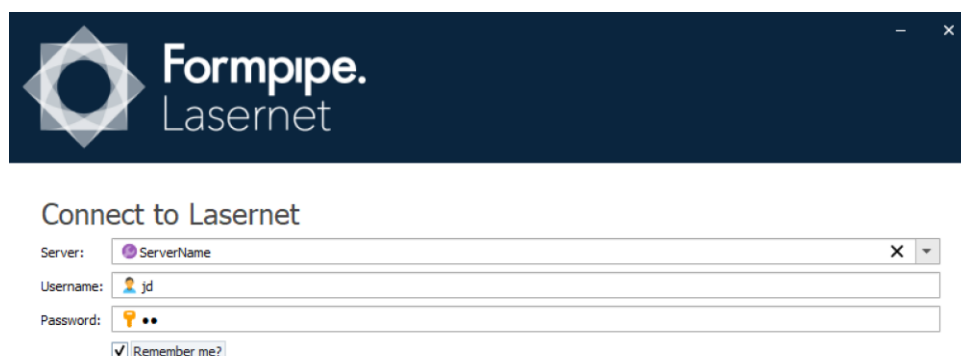 Formpipe.
Lasernet
Connect to Lasernet
Server: ServerName
Username: jd
Password: ••
Remember me?